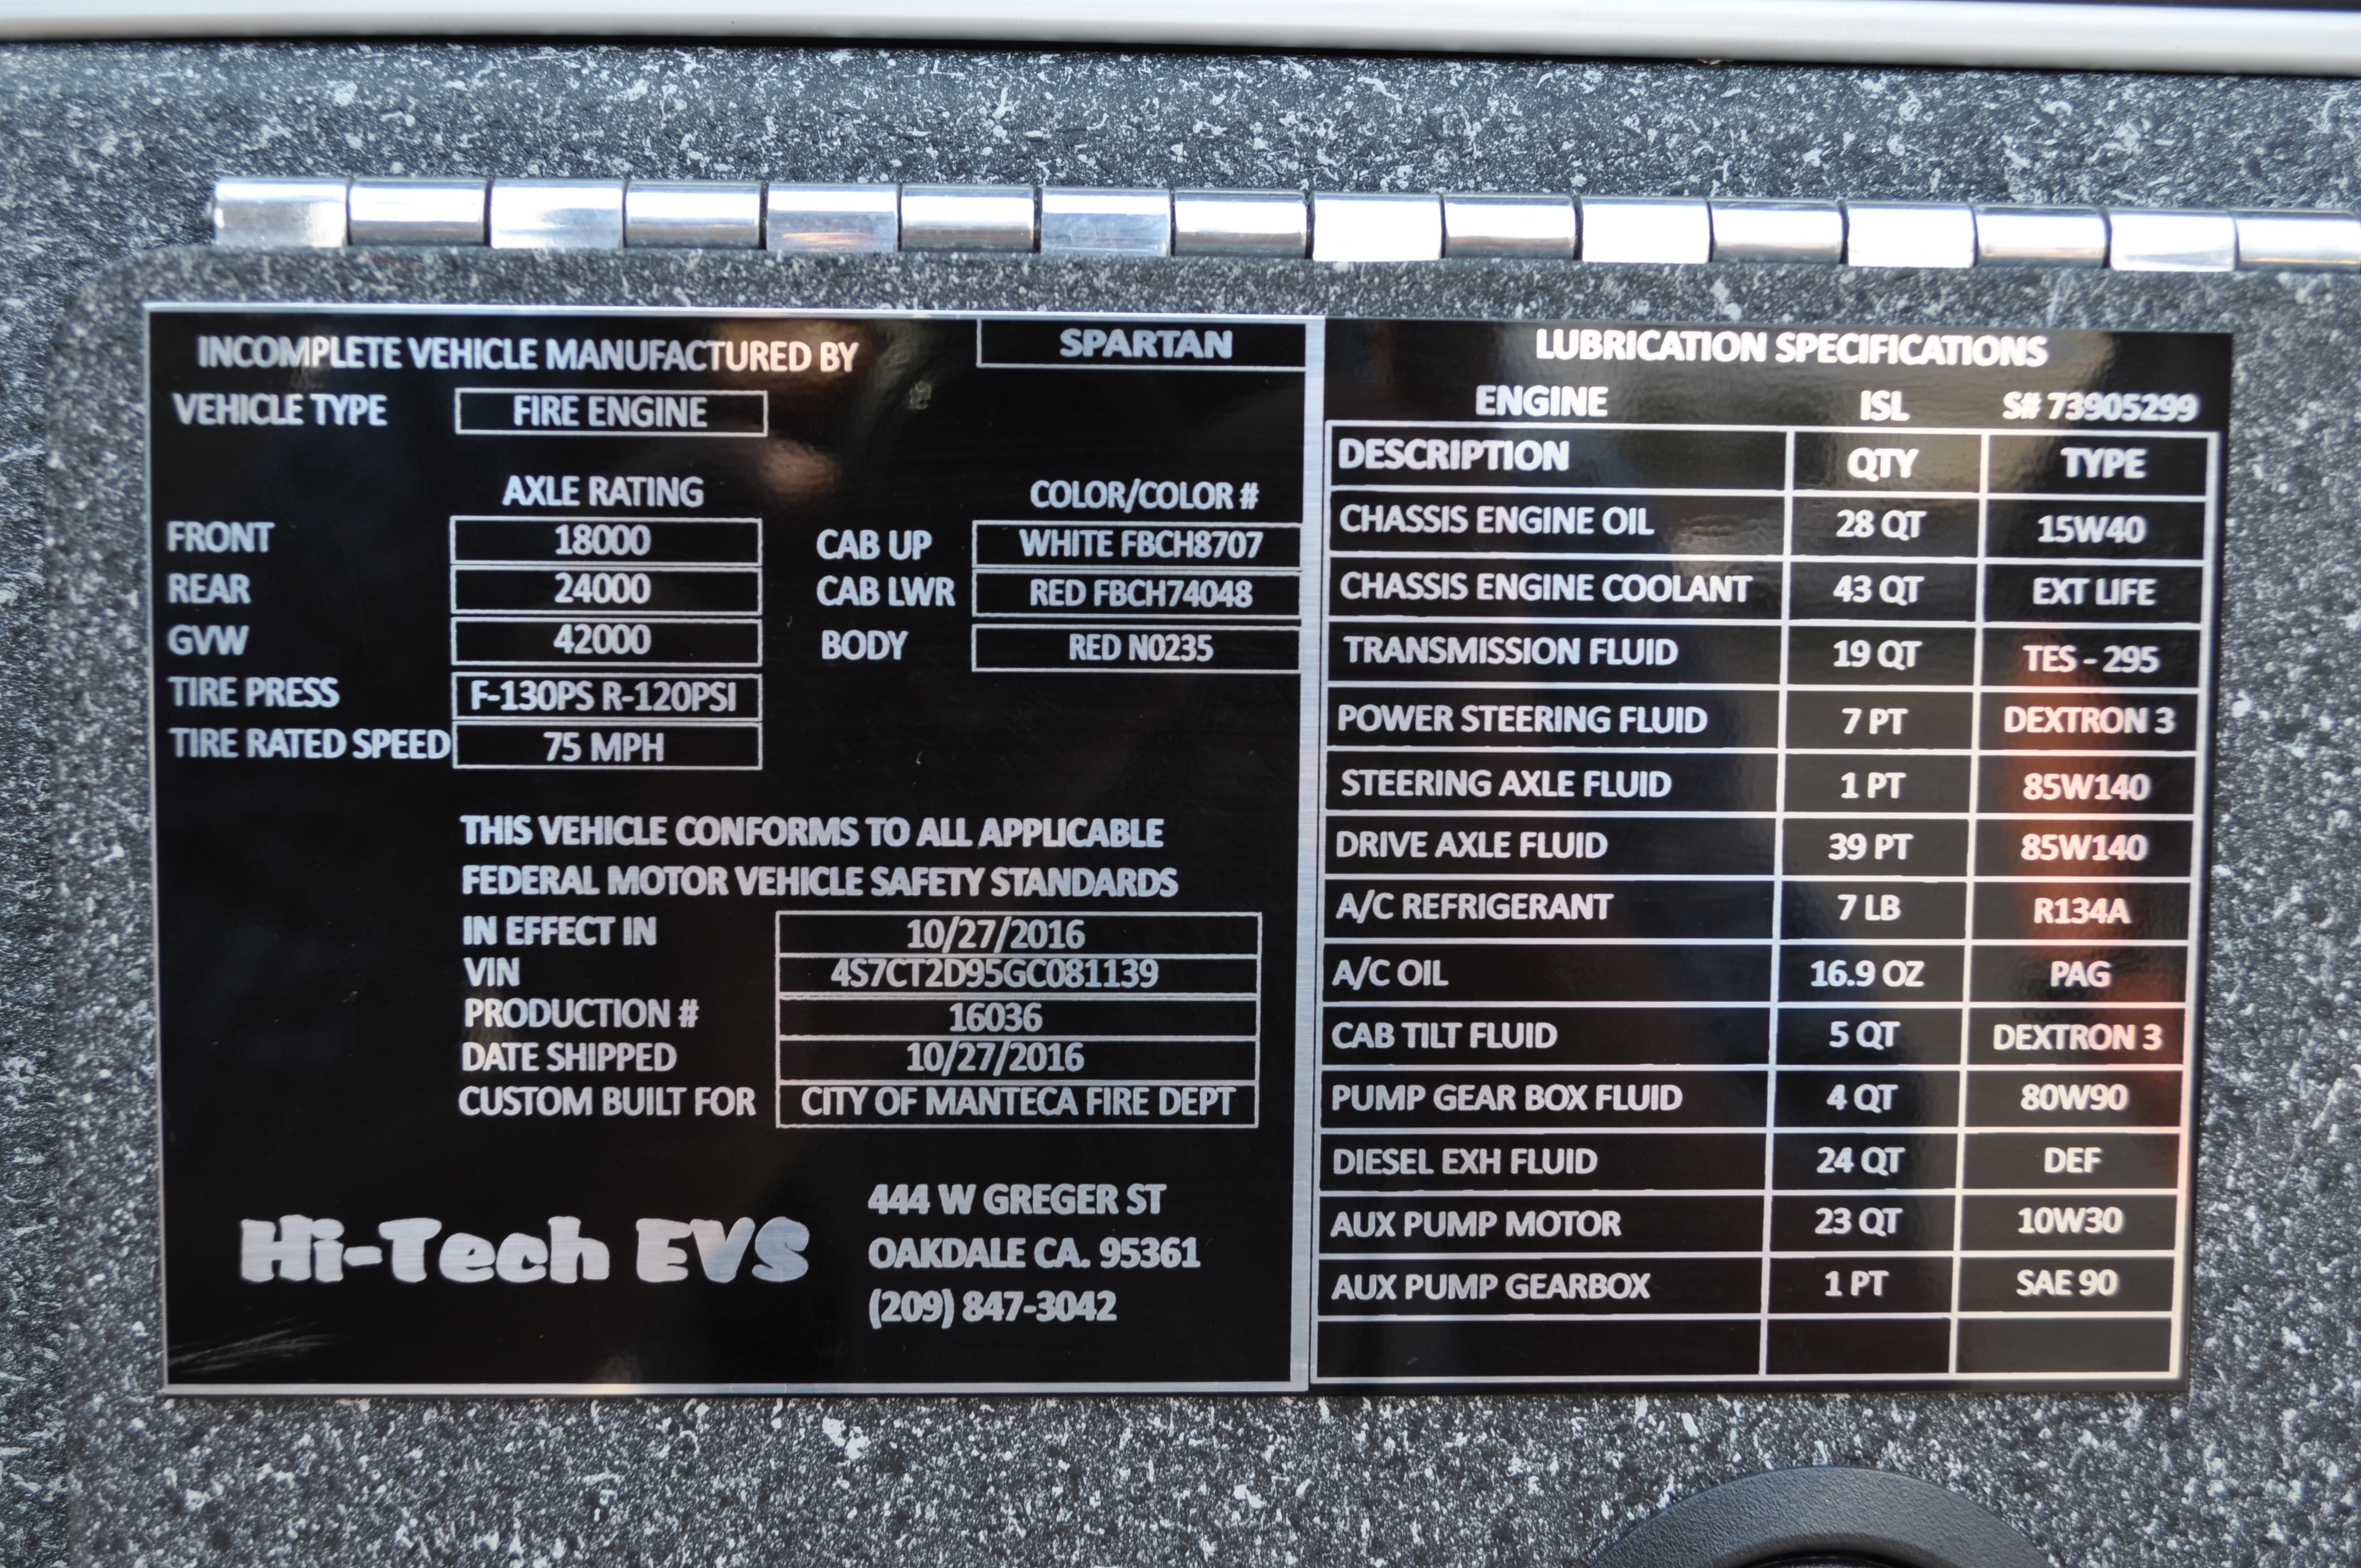 INCOMPLETE VEHICLE MANUFACTURED BY SPARTAN
VEHICLE TYPE FIRE ENGINE
AXLE RATING COLOR/COLOR #
FRONT 18000 CAB UP WHITE FBCH8707
REAR 24000 CAB LWR RED FBCH74048
GVW 42000 BODY RED N0235
TIRE PRESS F-130PS R-120PSI
TIRE RATED SPEED 75 MPH
THIS VEHICLE CONFORMS TO ALL APPLICABLE
FEDERAL MOTOR VEHICLE SAFETY STANDARDS
IN EFFECT IN 10/27/2016
VIN 4S7CT2D95GC081139
PRODUCTION # 16036
DATE SHIPPED 10/27/2016
CUSTOM BUILT FOR CITY OF MANTECA FIRE DEPT
Hi-Tech EVS
444 W GREGER ST
OAKDALE CA. 95361
(209) 847-3042
LUBRICATION SPECIFICATIONS
ENGINE ISL S# 73905299
DESCRIPTION QTY TYPE
CHASSIS ENGINE OIL 28 QT 15W40
CHASSIS ENGINE COOLANT 43 QT EXT LIFE
TRANSMISSION FLUID 19 QT TES - 295
POWER STEERING FLUID 7 PT DEXTRON 3
STEERING AXLE FLUID 1 PT 85W140
DRIVE AXLE FLUID 39 PT 85W140
A/C REFRIGERANT 7 LB R134A
A/C OIL 16.9 OZ PAG
CAB TILT FLUID 5 QT DEXTRON 3
PUMP GEAR BOX FLUID 4 QT 80W90
DIESEL EXH FLUID 24 QT DEF
AUX PUMP MOTOR 23 QT 10W30
AUX PUMP GEARBOX 1 PT SAE 90